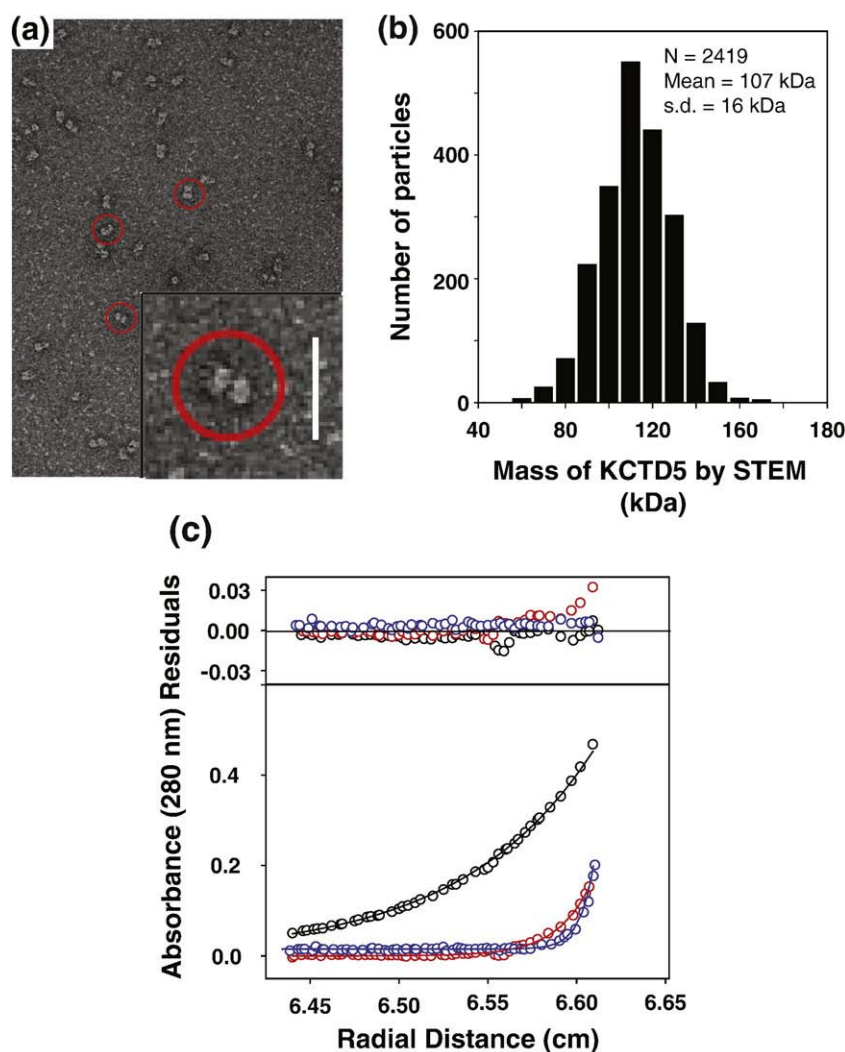 (a)
(b)
600
400
200
0
Number of particles
N = 2419
Mean = 107 kDa
s.d. = 16 kDa
40 80 120 160 180
Mass of KCTD5 by STEM
(kDa)
(c)
0.03
0.00
-0.03
Residuals
0.4
0.2
0.0
Absorbance (280 nm)
6.45 6.50 6.55 6.60 6.65
Radial Distance (cm)